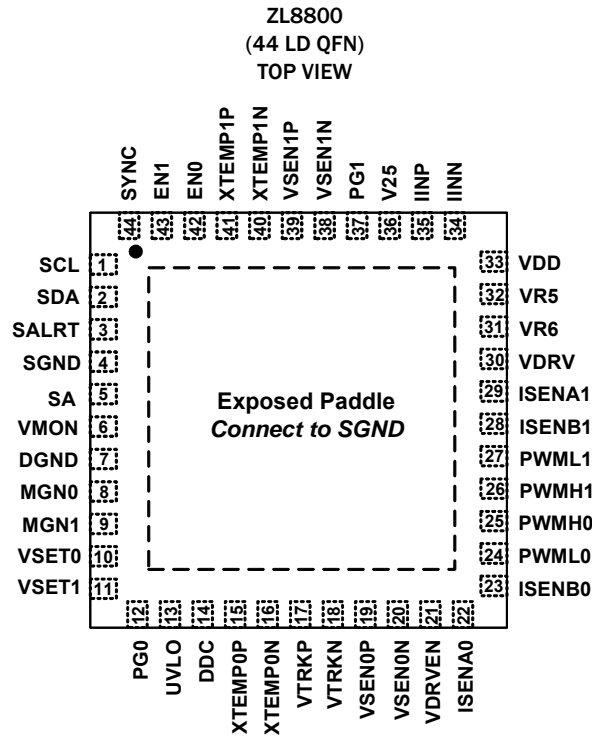 ZL8800
(44 LD QFN)
TOP VIEW
SYNC
EN1
EN0
XTEMP1P
XTEMP1N
VSEN1P
VSEN1N
PG1
V25
IINP
IINN
44
43
42
41
40
39
38
37
36
35
34
SCL 1
SDA 2
SALRT 3
SGND 4
SA 5
VMON 6
DGND 7
MGN0 8
MGN1 9
VSET0 10
VSET1 11
Exposed Paddle
Connect to SGND
33 VDD
32 VR5
31 VR6
30 VDRV
29 ISENA1
28 ISENB1
27 PWML1
26 PWMH1
25 PWMH0
24 PWML0
23 ISENB0
12
13
14
15
16
17
18
19
20
21
22
PG0
UVLO
DDC
XTEMP0P
XTEMP0N
VTRKP
VTRKN
VSEN0P
VSEN0N
VDRVEN
ISENA0